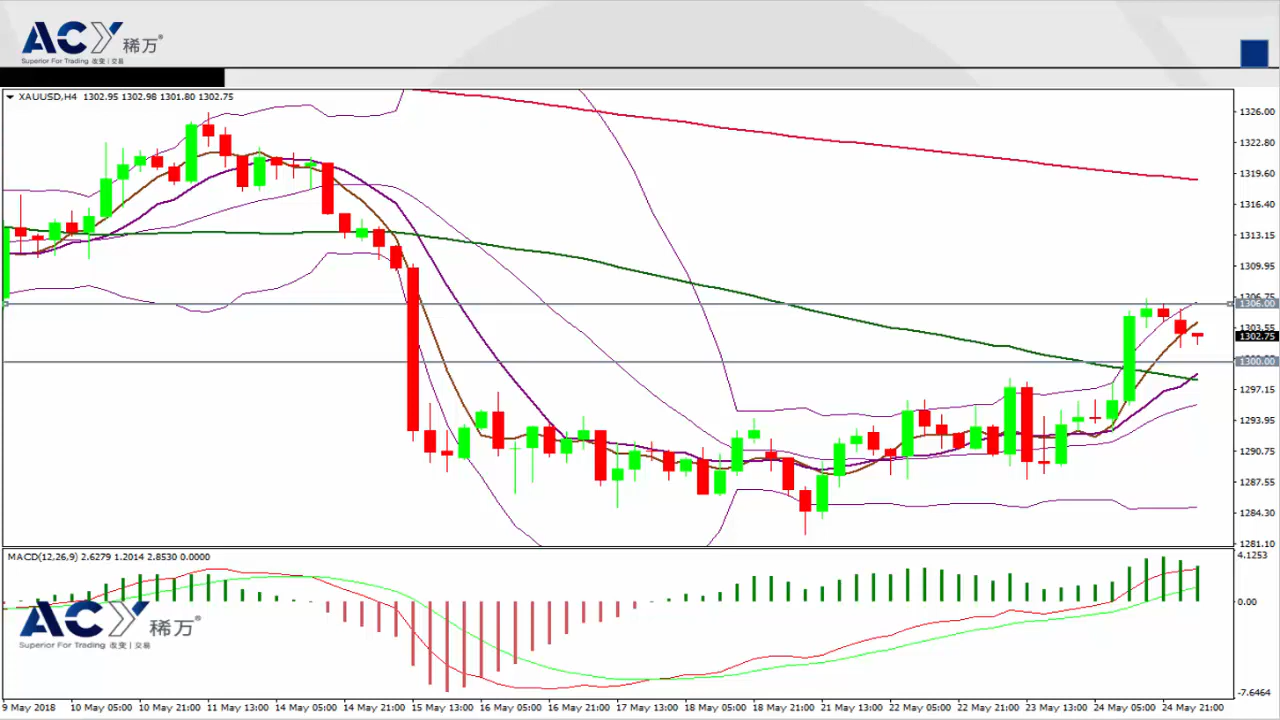 ACY 稀万®
Superior For Trading 改变 | 交易
XAUUSD,H4 1302.95 1302.98 1301.80 1302.75
1326.00
1322.80
1319.60
1316.40
1313.15
1309.95
1306.75
1306.00
1303.55
1302.75
1300.00
1297.15
1293.95
1290.75
1287.55
1284.30
1281.10
MACD(12,26,9) 2.6279 1.2014 2.8530 0.0000
4.1253
0.00
-7.6464
ACY 稀万®
Superior For Trading 改变 | 交易
9 May 2018 10 May 05:00 10 May 21:00 11 May 13:00 14 May 05:00 14 May 21:00 15 May 13:00 16 May 05:00 16 May 21:00 17 May 13:00 18 May 05:00 18 May 21:00 21 May 13:00 22 May 05:00 22 May 21:00 23 May 13:00 24 May 05:00 24 May 21:00